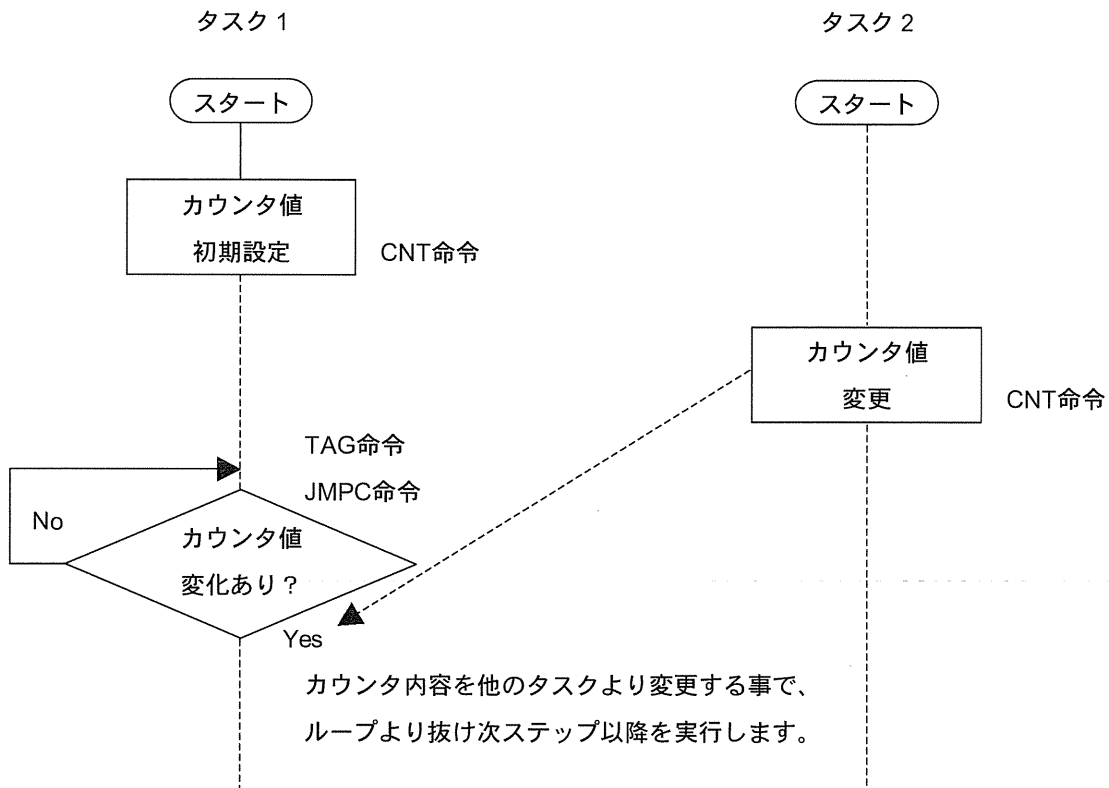 タスク 1
タスク 2
スタート
スタート
カウンタ値
初期設定
CNT命令
カウンタ値
変更
CNT命令
TAG命令
JMPC命令
No
カウンタ値
変化あり？
Yes
カウンタ内容を他のタスクより変更する事で、
ループより抜け次ステップ以降を実行します。